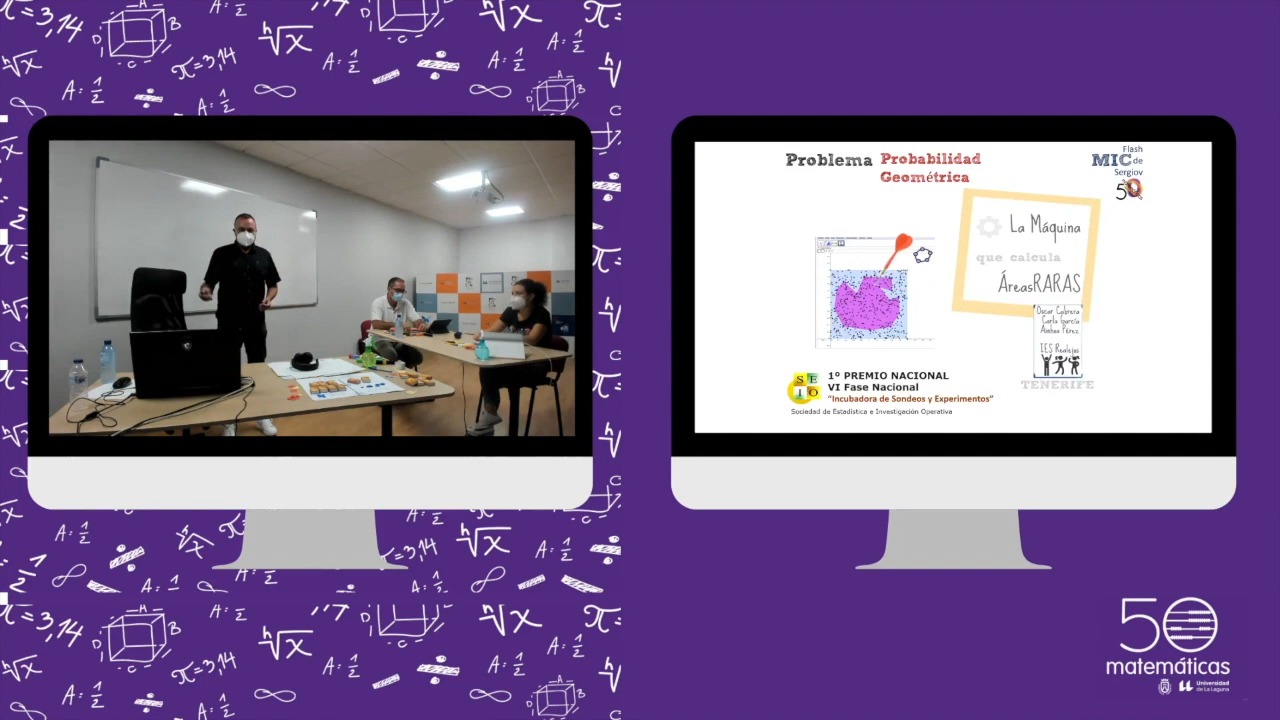 Problema Probabilidad
Geométrica
Flash
MIC de
Sergiov
50
La Máquina
que calcula
ÁreasRARAS
Oscar Cabrera
Carla García
Ainhoa Pérez
IES Realejos
TENERIFE
SEIO
1º PREMIO NACIONAL
VI Fase Nacional
"Incubadora de Sondeos y Experimentos"
Sociedad de Estadística e Investigación Operativa
50
matemáticas
Universidad
de La Laguna
π=3,14
A=1/2
ⁿ√x
A
B
C
D